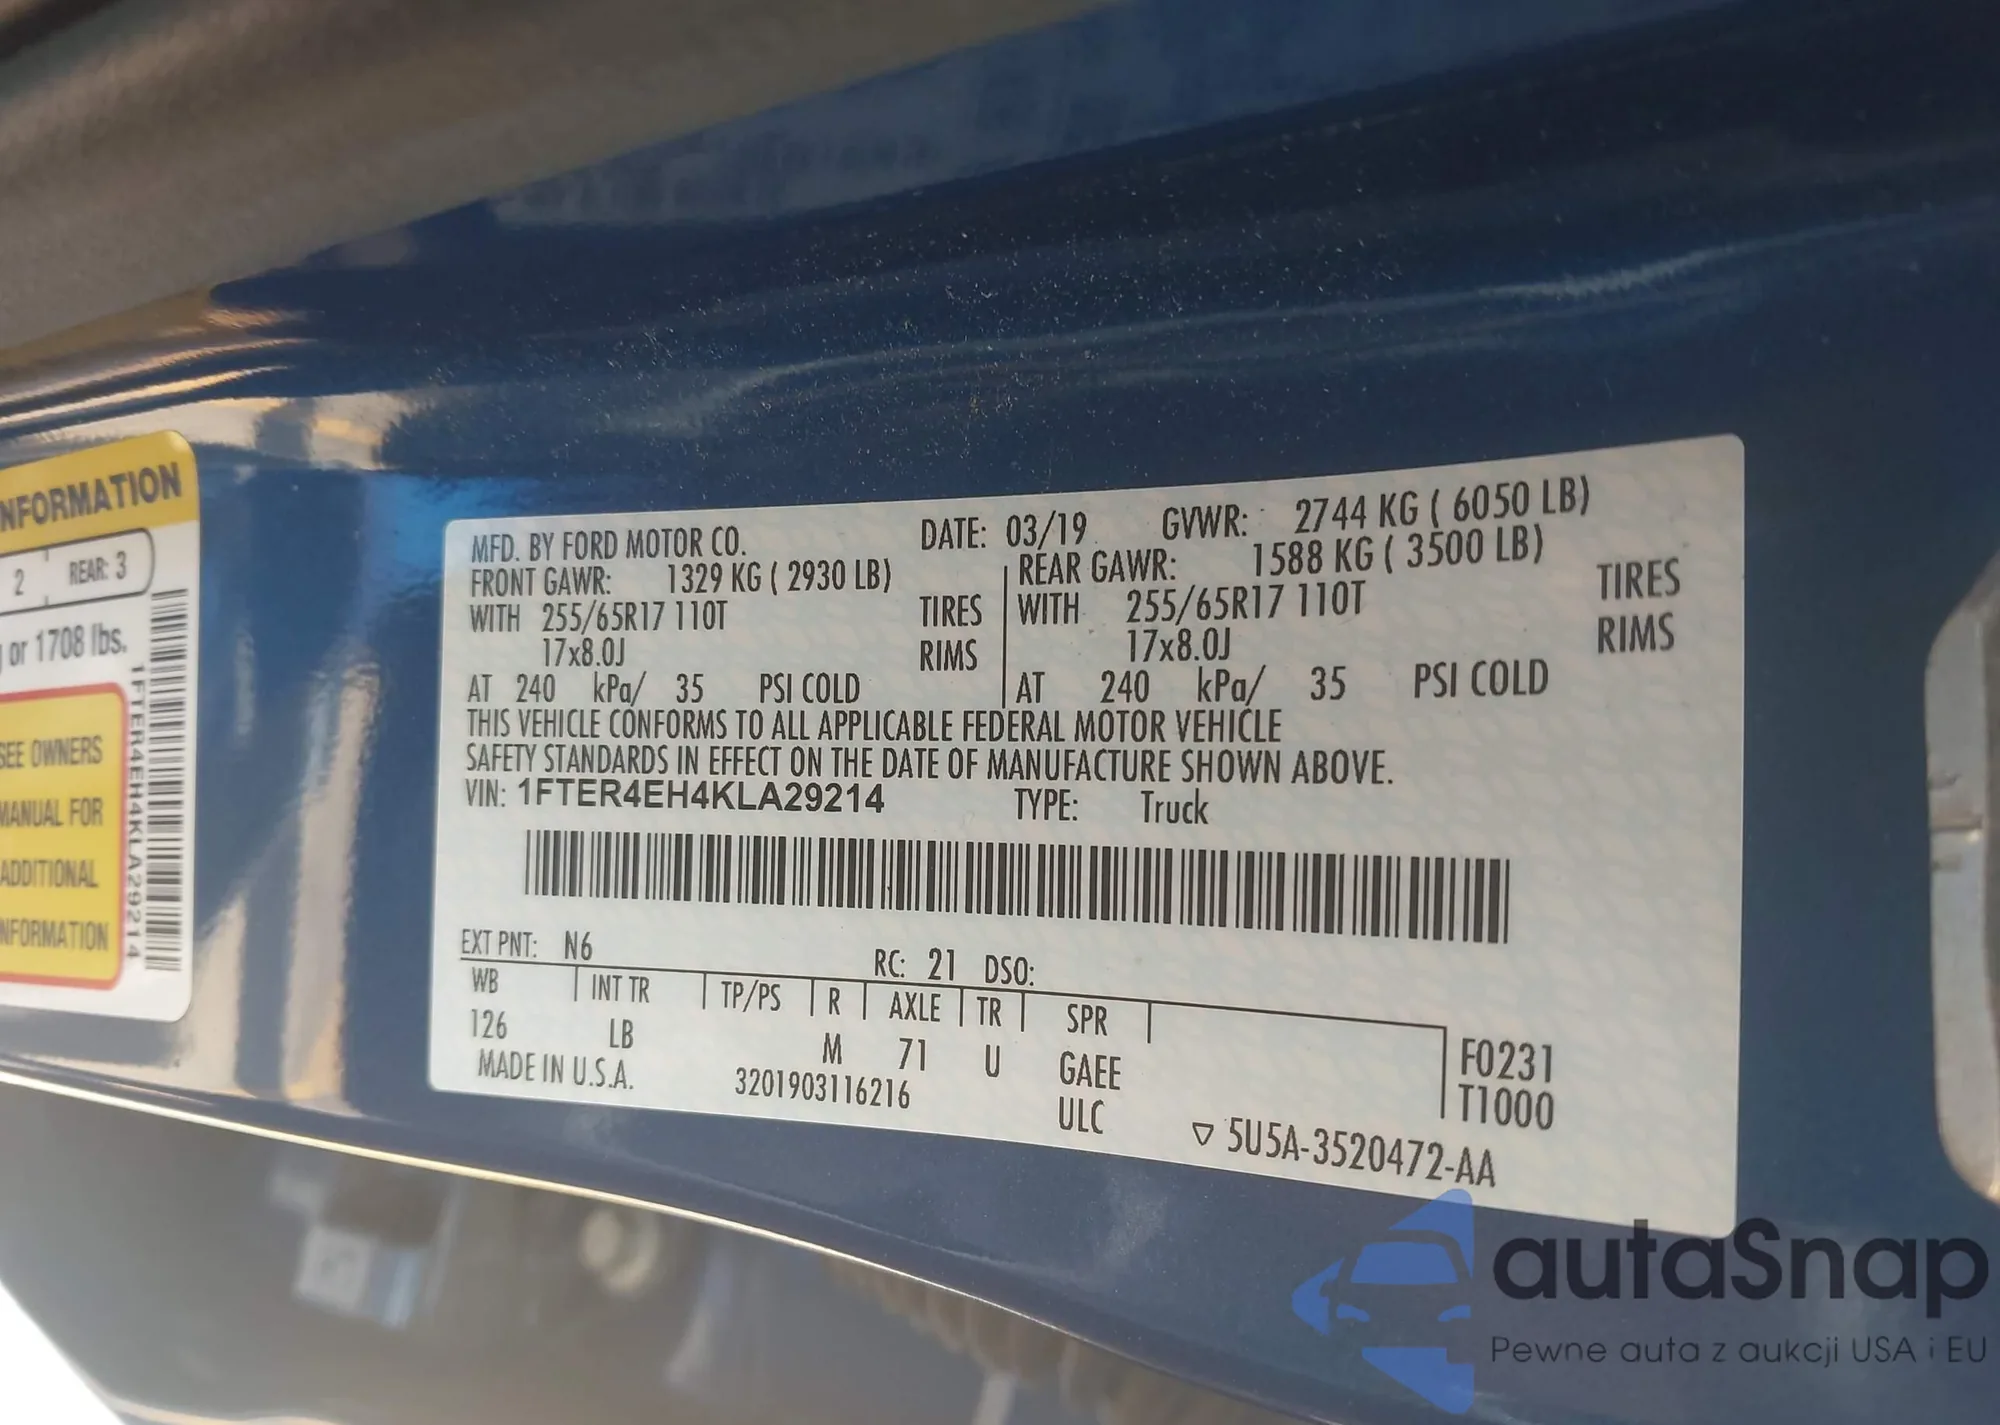 NFORMATION
2 REAR: 3
or 1708 lbs.
SEE OWNERS
MANUAL FOR
ADDITIONAL
INFORMATION
1FTER4EH4KLA29214
MFD. BY FORD MOTOR CO. DATE: 03/19 GVWR: 2744 KG ( 6050 LB)
FRONT GAWR: 1329 KG ( 2930 LB) REAR GAWR: 1588 KG ( 3500 LB)
WITH 255/65R17 110T TIRES WITH 255/65R17 110T TIRES
17x8.0J RIMS 17x8.0J RIMS
AT 240 kPa/ 35 PSI COLD AT 240 kPa/ 35 PSI COLD
THIS VEHICLE CONFORMS TO ALL APPLICABLE FEDERAL MOTOR VEHICLE
SAFETY STANDARDS IN EFFECT ON THE DATE OF MANUFACTURE SHOWN ABOVE.
VIN: 1FTER4EH4KLA29214 TYPE: Truck
EXT PNT: N6 RC: 21 DSO:
WB INT TR TP/PS R AXLE TR SPR
126 LB M 71 U GAEE F0231
MADE IN U.S.A. 3201903116216 ULC T1000
5U5A-3520472-AA
autaSnap
Pewne auta z aukcji USA i EU